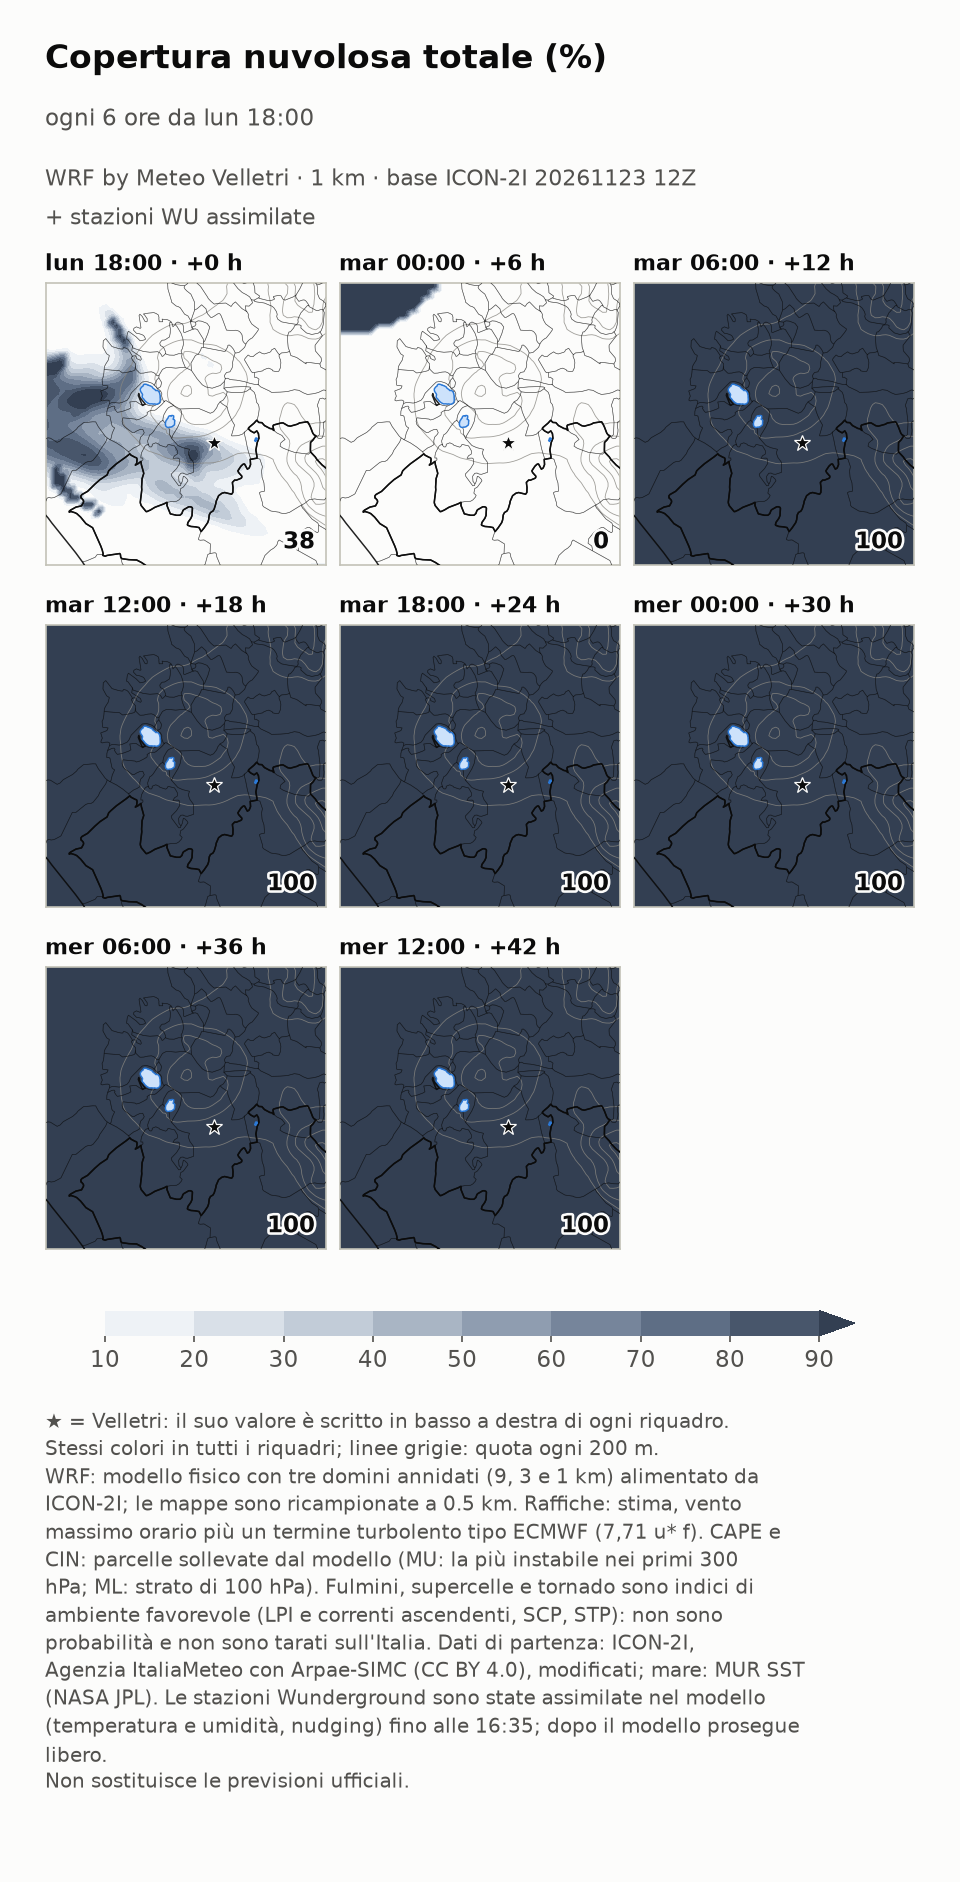 Copertura nuvolosa totale (%)
ogni 6 ore da lun 18:00
WRF by Meteo Velletri · 1 km · base ICON-2I 20261123 12Z
+ stazioni WU assimilate
lun 18:00 · +0 h
mar 00:00 · +6 h
mar 06:00 · +12 h
38
0
100
mar 12:00 · +18 h
mar 18:00 · +24 h
mer 00:00 · +30 h
100
100
100
mer 06:00 · +36 h
mer 12:00 · +42 h
100
100
10 20 30 40 50 60 70 80 90
★ = Velletri: il suo valore è scritto in basso a destra di ogni riquadro.
Stessi colori in tutti i riquadri; linee grigie: quota ogni 200 m.
WRF: modello fisico con tre domini annidati (9, 3 e 1 km) alimentato da
ICON-2I; le mappe sono ricampionate a 0.5 km. Raffiche: stima, vento
massimo orario più un termine turbolento tipo ECMWF (7,71 u* f). CAPE e
CIN: parcelle sollevate dal modello (MU: la più instabile nei primi 300
hPa; ML: strato di 100 hPa). Fulmini, supercelle e tornado sono indici di
ambiente favorevole (LPI e correnti ascendenti, SCP, STP): non sono
probabilità e non sono tarati sull'Italia. Dati di partenza: ICON-2I,
Agenzia ItaliaMeteo con Arpae-SIMC (CC BY 4.0), modificati; mare: MUR SST
(NASA JPL). Le stazioni Wunderground sono state assimilate nel modello
(temperatura e umidità, nudging) fino alle 16:35; dopo il modello prosegue
libero.
Non sostituisce le previsioni ufficiali.